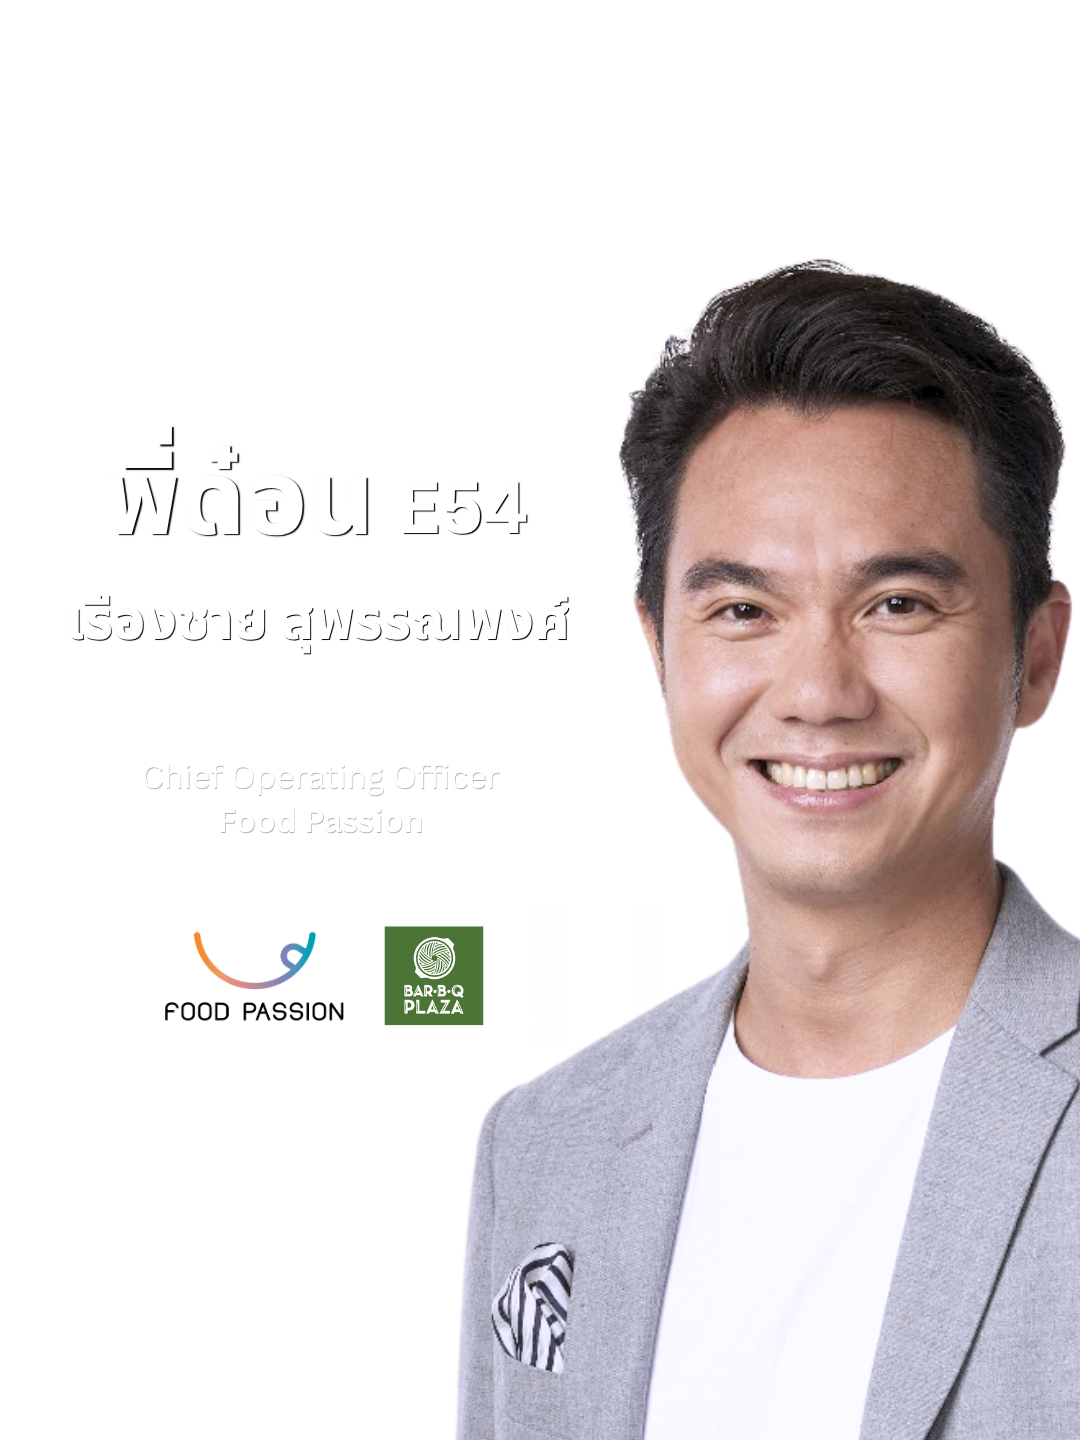 พี่ด๋อน E54
เรืองชาย สุพรรณพงศ์
Chief Operating Officer
Food Passion
FOOD PASSION
BAR·B·Q
PLAZA